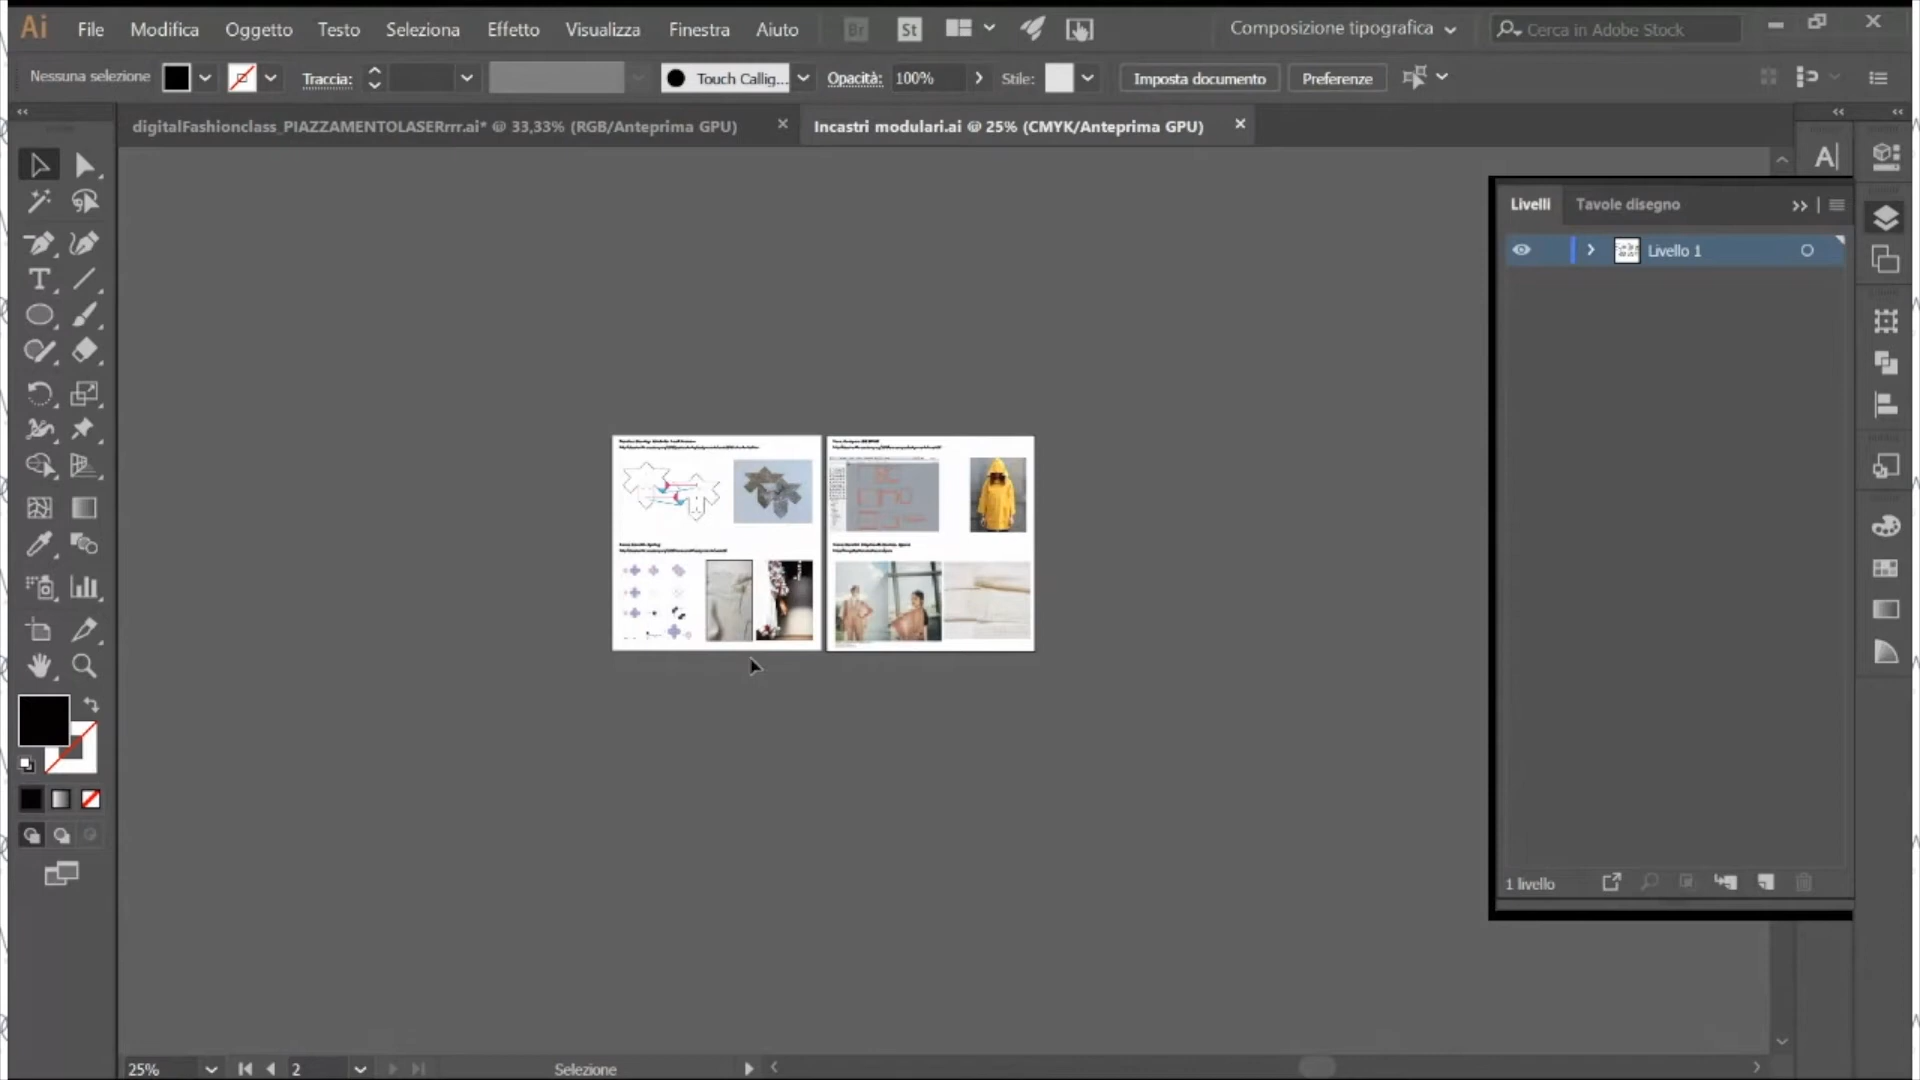 Ai File Modifica Oggetto Testo Seleziona Effetto Visualizza Finestra Aiuto Br St Composizione tipografica Cerca in Adobe Stock
Nessuna selezione Traccia: Touch Callig... Opacità: 100% Stile: Imposta documento Preferenze
digitalFashionclass_PIAZZAMENTOLASERrrr.ai* @ 33,33% (RGB/Anteprima GPU) Incastri modulari.ai @ 25% (CMYK/Anteprima GPU)
Livelli Tavole disegno
Livello 1
1 livello
25% 2 Selezione